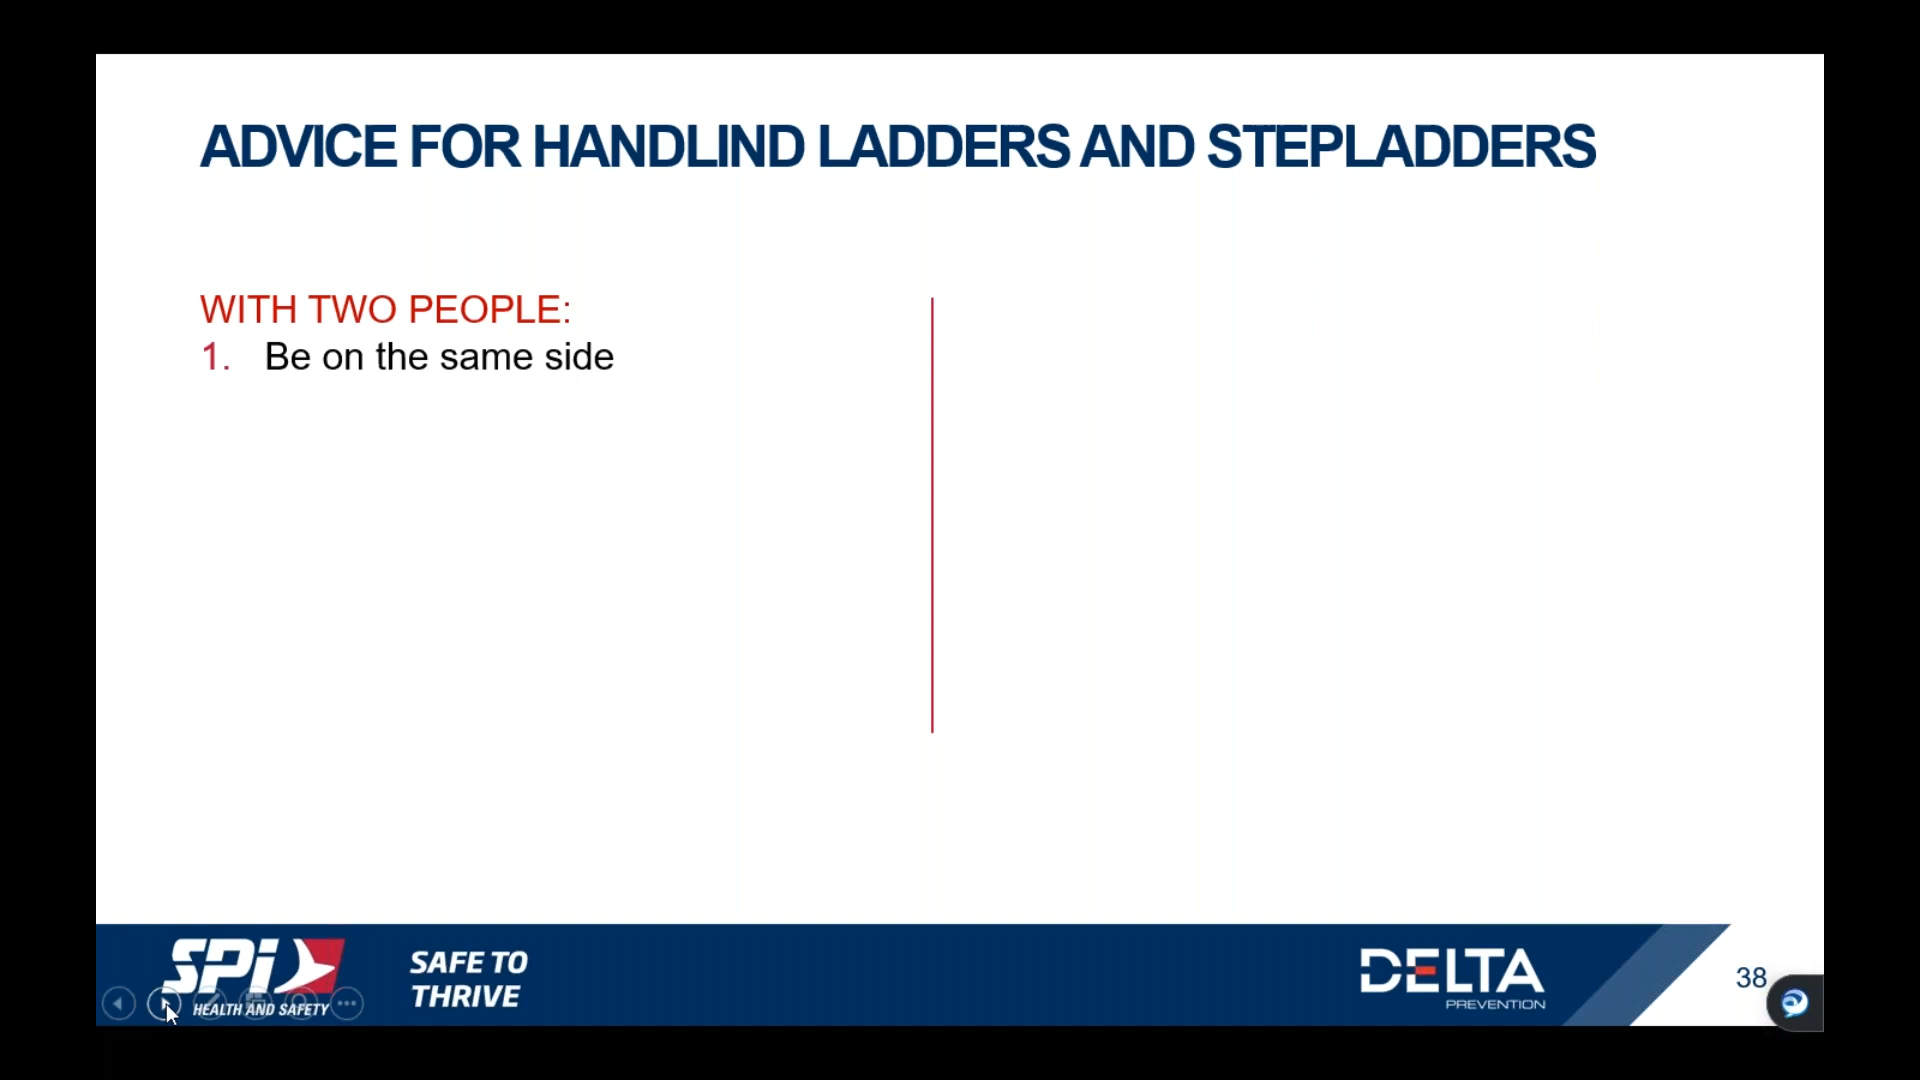 ADVICE FOR HANDLIND LADDERS AND STEPLADDERS
WITH TWO PEOPLE:
1. Be on the same side
SPi
HEALTH AND SAFETY
SAFE TO
THRIVE
DELTA
PREVENTION
38